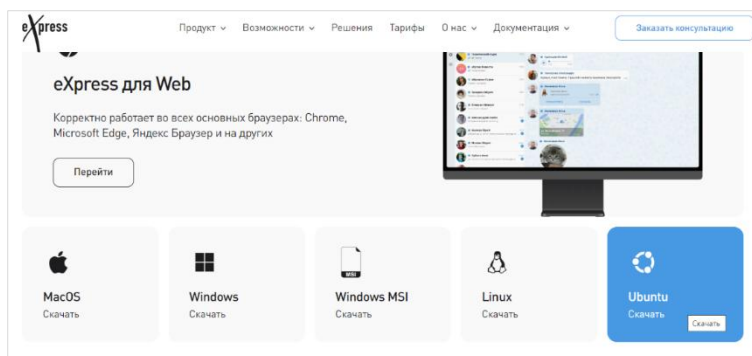 eXpress
Продукт
Возможности
Решения
Тарифы
О нас
Документация
Заказать консультацию
eXpress для Web
Корректно работает во всех основных браузерах: Chrome,
Microsoft Edge, Яндекс Браузер и на других
Перейти
MSI
MacOS
Скачать
Windows
Скачать
Windows MSI
Скачать
Linux
Скачать
Ubuntu
Скачать
Скачать